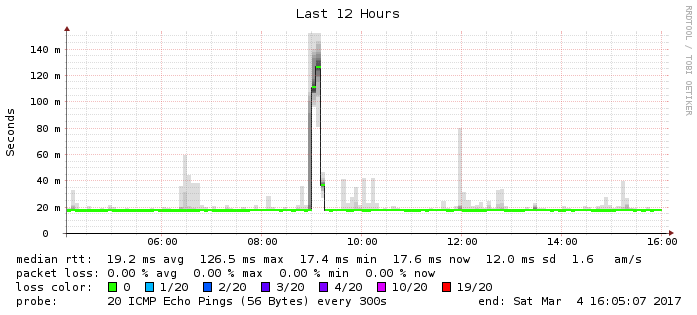 Last 12 Hours
RRDTOOL / TOBI OETIKER
Seconds
140 m
120 m
100 m
80 m
60 m
40 m
20 m
0
06:00 08:00 10:00 12:00 14:00 16:00
median rtt: 19.2 ms avg 126.5 ms max 17.4 ms min 17.6 ms now 12.0 ms sd 1.6 am/s
packet loss: 0.00 % avg 0.00 % max 0.00 % min 0.00 % now
loss color: 0 1/20 2/20 3/20 4/20 10/20 19/20
probe: 20 ICMP Echo Pings (56 Bytes) every 300s end: Sat Mar 4 16:05:07 2017